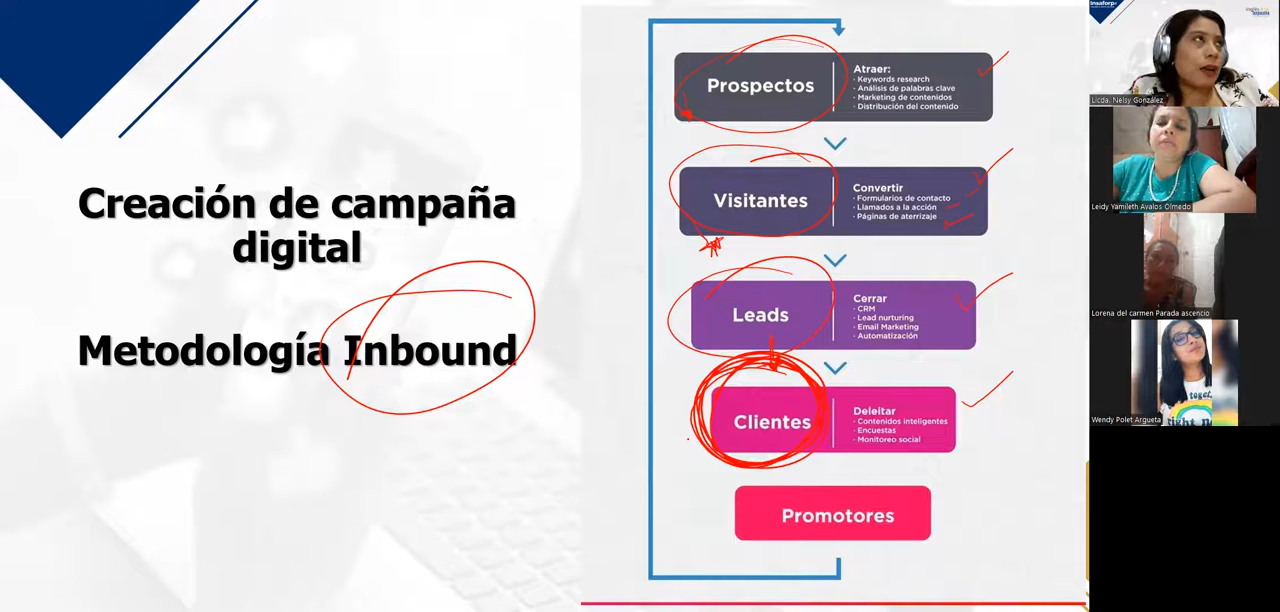 Creación de campaña
digital
Metodología Inbound
Prospectos
Atraer:
· Keywords research
· Análisis de palabras clave
· Marketing de contenidos
· Distribución del contenido
Visitantes
Convertir
· Formularios de contacto
· Llamados a la acción
· Páginas de aterrizaje
Leads
Cerrar
· CRM
· Lead nurturing
· Email Marketing
· Automatización
Clientes
Deleitar
· Contenidos inteligentes
· Encuestas
· Monitoreo social
Promotores
Insaforp
Licda. Nelsy González
Leidy Yamileth Avalos Olmedo
Lorena del carmen Parada ascencio
Wendy Polet Argueta